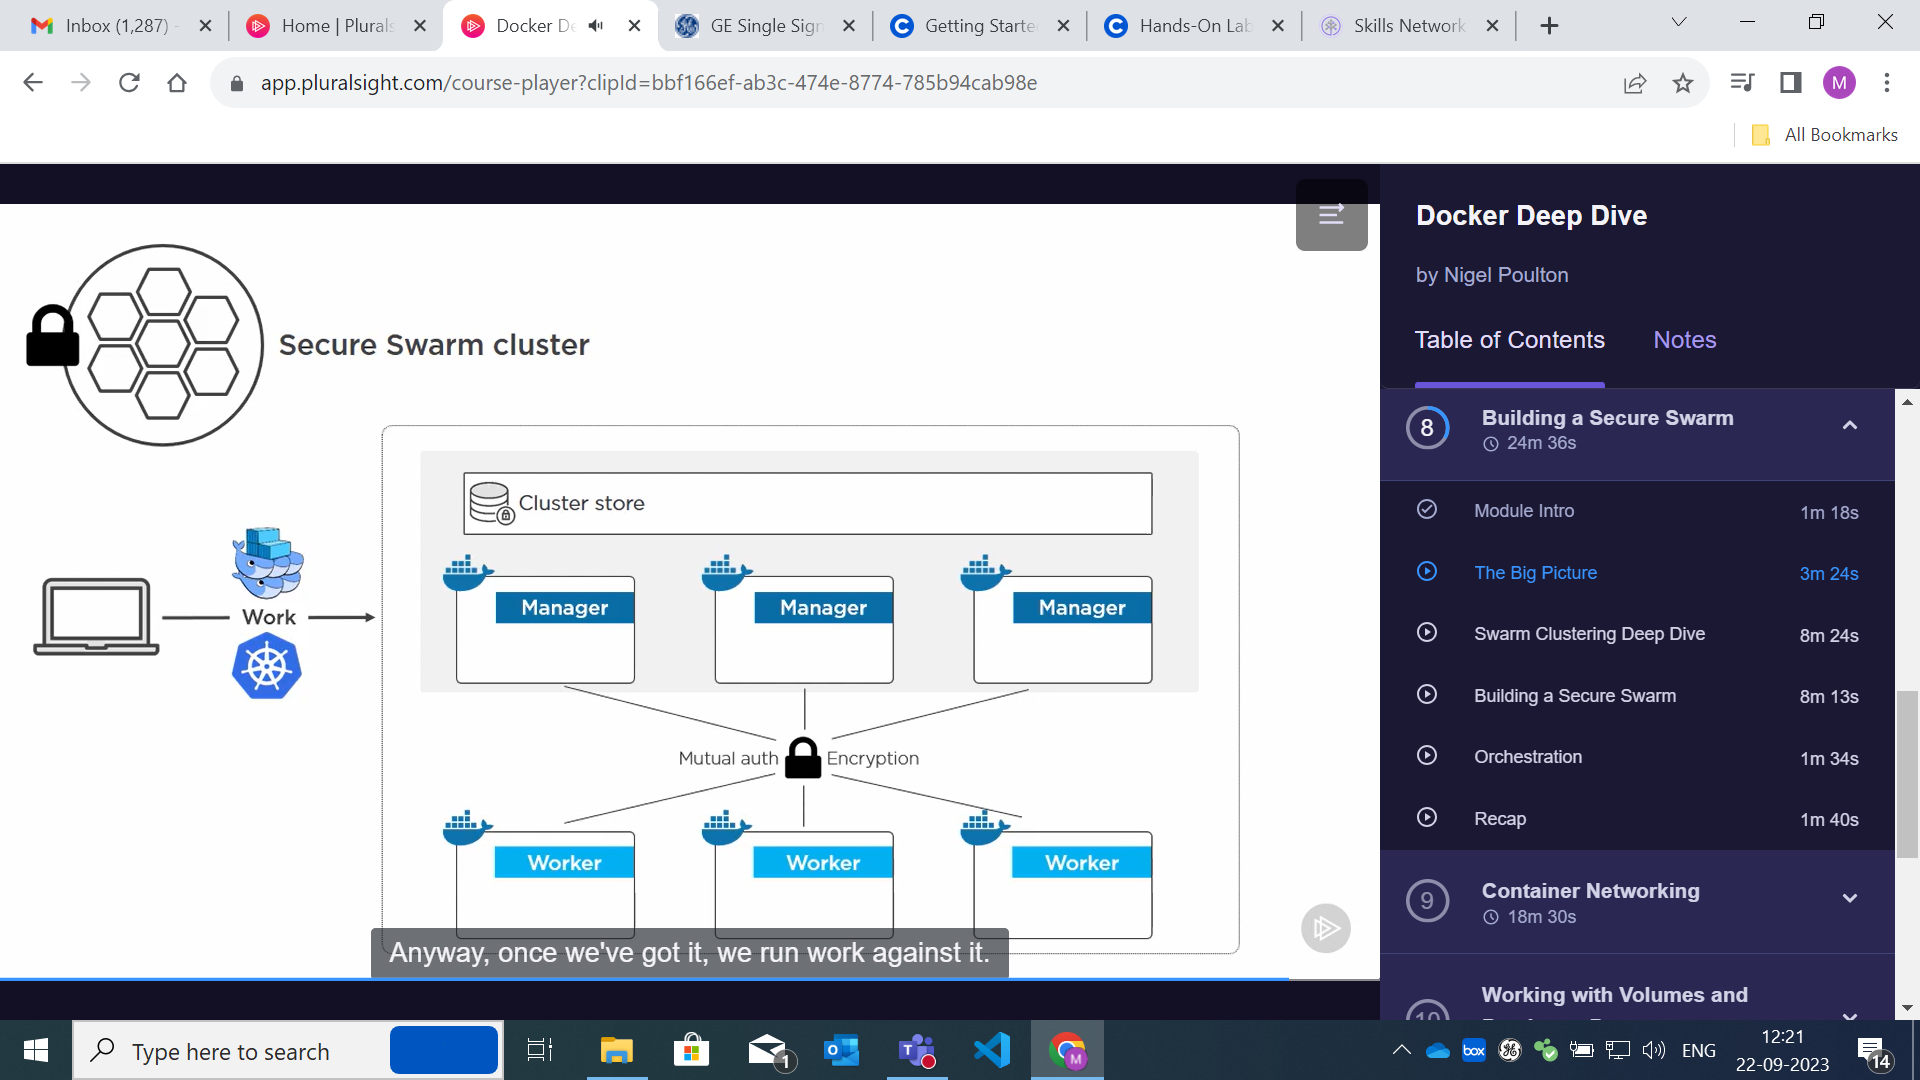 Inbox (1,287) -
Home | Plurals
Docker De
GE Single Sign
Getting Starte
Hands-On Lab
Skills Network
app.pluralsight.com/course-player?clipId=bbf166ef-ab3c-474e-8774-785b94cab98e
M
All Bookmarks
Secure Swarm cluster
Cluster store
Work
Manager
Manager
Manager
Mutual auth
Encryption
Worker
Worker
Worker
Anyway, once we've got it, we run work against it.
Docker Deep Dive
by Nigel Poulton
Table of Contents
Notes
8
Building a Secure Swarm
24m 36s
Module Intro
1m 18s
The Big Picture
3m 24s
Swarm Clustering Deep Dive
8m 24s
Building a Secure Swarm
8m 13s
Orchestration
1m 34s
Recap
1m 40s
9
Container Networking
18m 30s
10
Working with Volumes and
Type here to search
1
M
box
ENG
12:21
22-09-2023
14